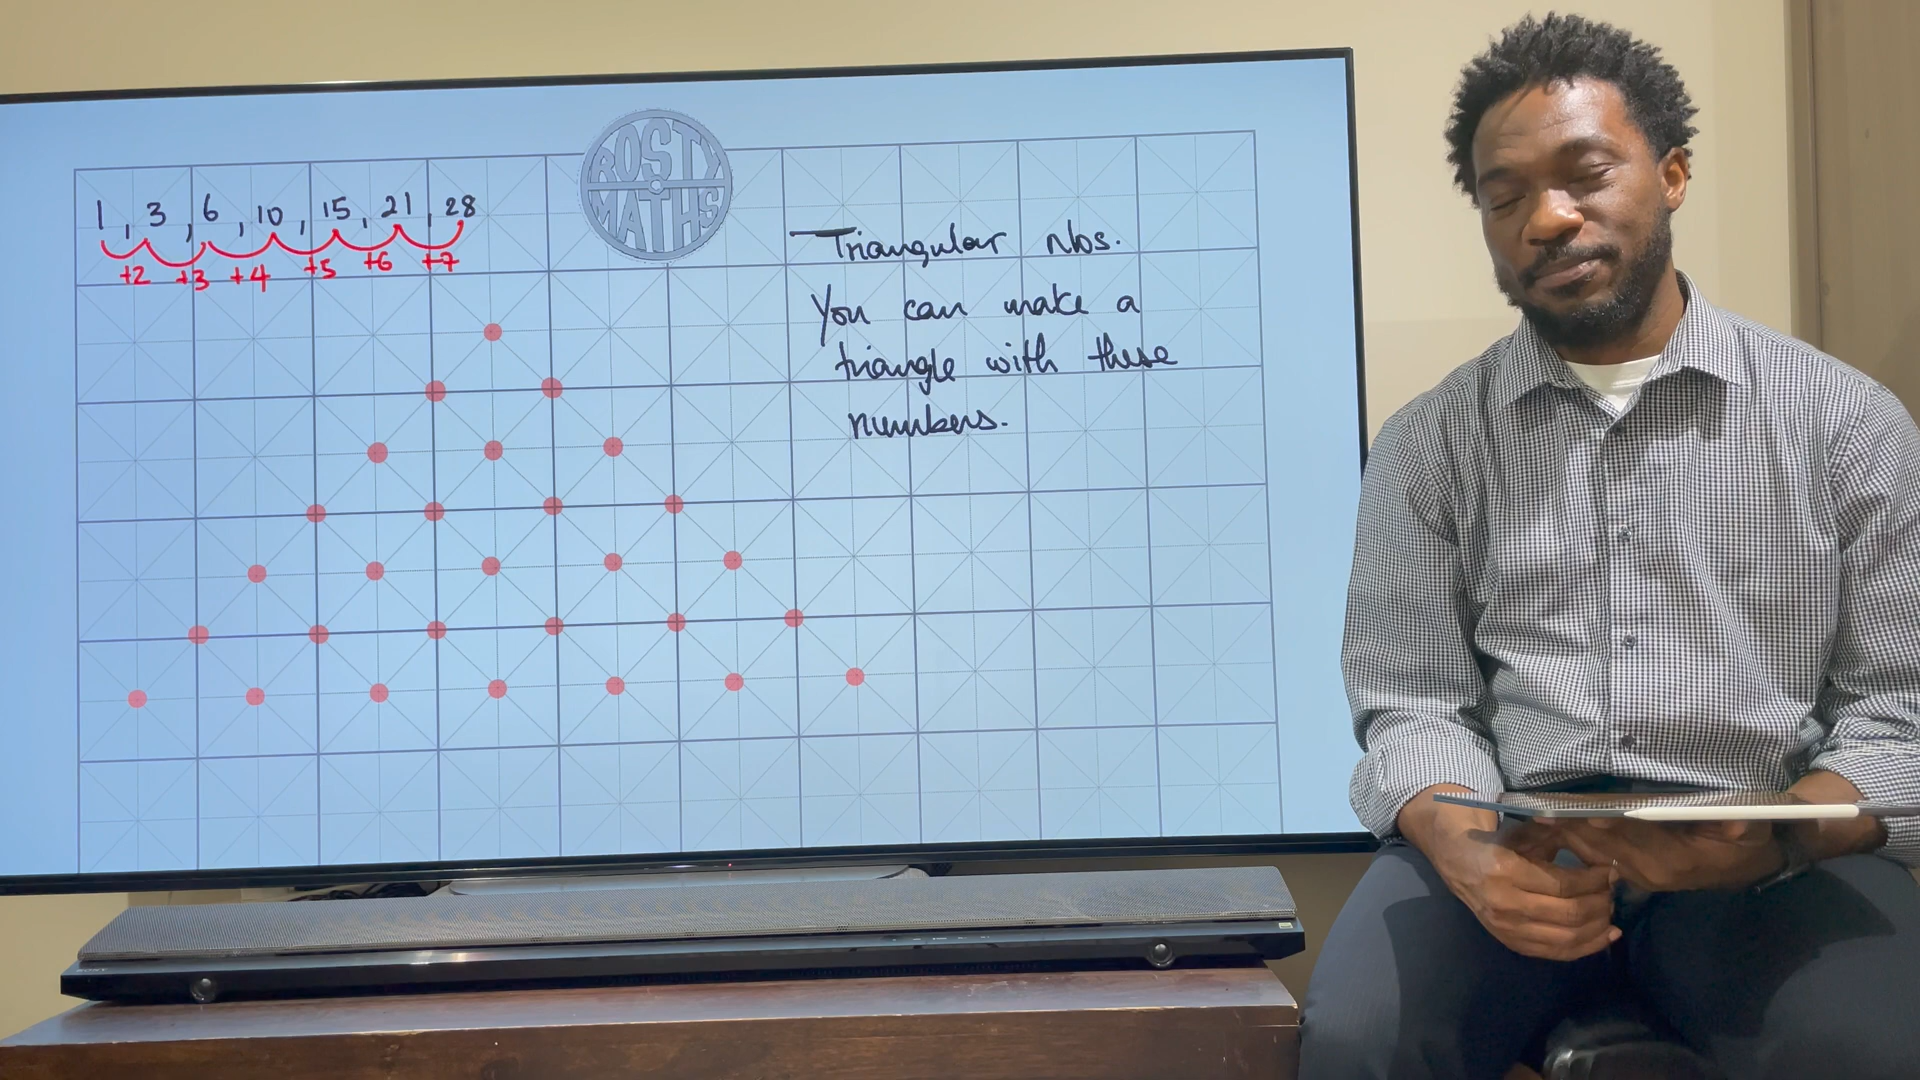 1, 3, 6, 10, 15, 21, 28
+2 +3 +4 +5 +6 +7
ROSTY
MATHS
Triangular nbs.
You can make a
triangle with these
numbers.
SONY